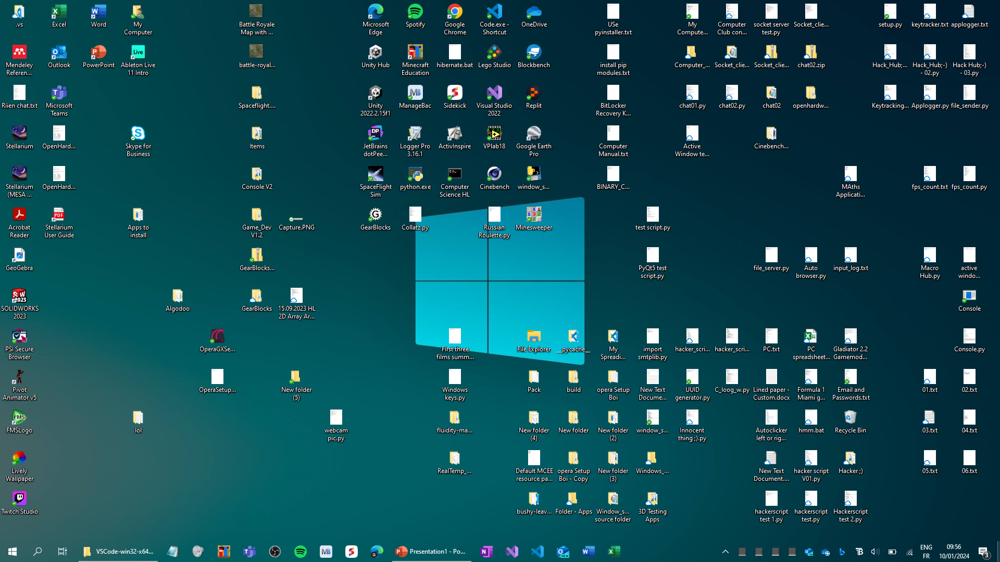 .vs
Excel
Word
My
Computer
Battle Royale
Map with ...
Microsoft
Edge
Spotify
Google
Chrome
Code.exe -
Shortcut
OneDrive
USe
pyinstaller.txt
My
Compute...
Computer
Club con...
socket server
test.py
Socket_clie...
setup.py
keytracker.txt
applogger.txt
Mendeley
Referen...
Outlook
PowerPoint
Ableton Live
11 Intro
battle-royal...
Unity Hub
Minecraft
Education
hibernate.bat
Lego Studio
Blockbench
install pip
modules.txt
Computer_...
Socket_clie...
Socket_clie...
chat02.zip
Hack_Hub;...
Hack_Hub;-)
- 02.py
Hack Hub;-)
- 03.py
Riien chat.txt
Microsoft
Teams
Spaceflight....
Unity
2022.2.15f1
ManageBac
Sidekick
Visual Studio
2022
Replit
BitLocker
Recovery K...
chat01.py
chat02.py
chat02
openhardw...
Keytracking...
Applogger.py
file_sender.py
Stellarium
OpenHard...
Skype for
Business
Items
JetBrains
dotPee...
Logger Pro
3.16.1
ActivInspire
VPlab18
Google Earth
Pro
Computer
Manual.txt
Active
Window te...
Cinebench...
Stellarium
(MESA ...
OpenHard...
Console V2
SpaceFlight
Sim
python.exe
Computer
Science HL
Cinebench
window_s...
BINARY_C...
MAths
Applicati...
fps_count.txt
fps_count.py
Acrobat
Reader
Stellarium
User Guide
Apps to
install
Game_Dev
V1.2
Capture.PNG
GearBlocks
Collatz.py
Russian
Roulette.py
Minesweeper
test script.py
GeoGebra
GearBlocks...
PyQt5 test
script.py
file_server.py
Auto
browser.py
input_log.txt
Macro
Hub.py
active
windo...
SOLIDWORKS
2023
Algodoo
GearBlocks
15.09.2023 HL
2D Array Ar...
Console
PSI Secure
Browser
OperaGXSe...
First three
films summ...
File Explorer
__pycache__
My
Spreadi...
import
smtplib.py
hacker_scri...
hacker_scri...
PC.txt
PC
spreadsheet...
Gladiator 2.2
Gamemod...
Console.py
Pivot
Animator v5
OperaSetup...
New folder
(5)
Windows
keys.py
Pack
build
opera Setup
Boi
New Text
Docume...
UUID
generator.py
C_loog_w.py
Lined paper -
Custom.docx
Formula 1
Miami g...
Email and
Passwords.txt
01.txt
02.txt
FMSLogo
lol
webcam
pic.py
fluidity-ma...
New folder
(4)
New folder
New folder
(2)
window_s...
Innocent
thing ;).py
Autoclicker
left or rig...
hmm.bat
Recycle Bin
03.txt
04.txt
Lively
Wallpaper
RealTemp_...
Default MCEE
resource pa...
opera Setup
Boi - Copy
New folder
(3)
Windows_...
New Text
Document....
hacker script
V01.py
Hacker ;)
05.txt
06.txt
Twitch Studio
bushy-leav...
Folder - Apps
Window_s...
source folder
3D Testing
Apps
hackerscript
test 1.py
hackerscript
test.py
Hackerscript
test 2.py
VSCode-win32-x64...
Presentation1 - Po...
ENG
FR
09:56
10/01/2024
3